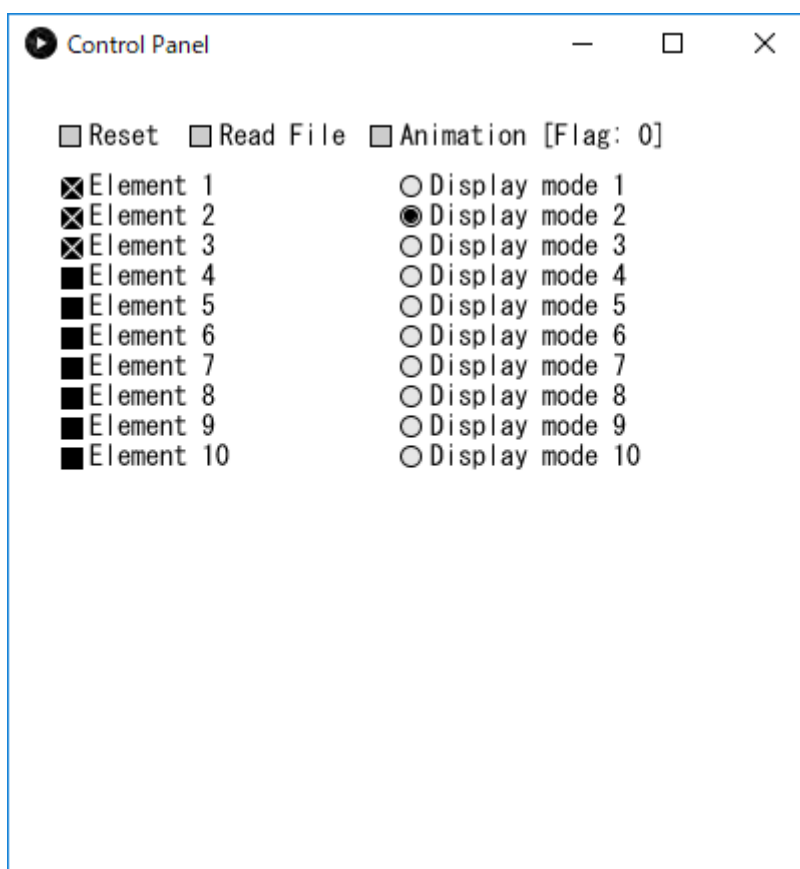 Control Panel
Reset Read File Animation [Flag: 0]
Element 1 Display mode 1
Element 2 Display mode 2
Element 3 Display mode 3
Element 4 Display mode 4
Element 5 Display mode 5
Element 6 Display mode 6
Element 7 Display mode 7
Element 8 Display mode 8
Element 9 Display mode 9
Element 10 Display mode 10